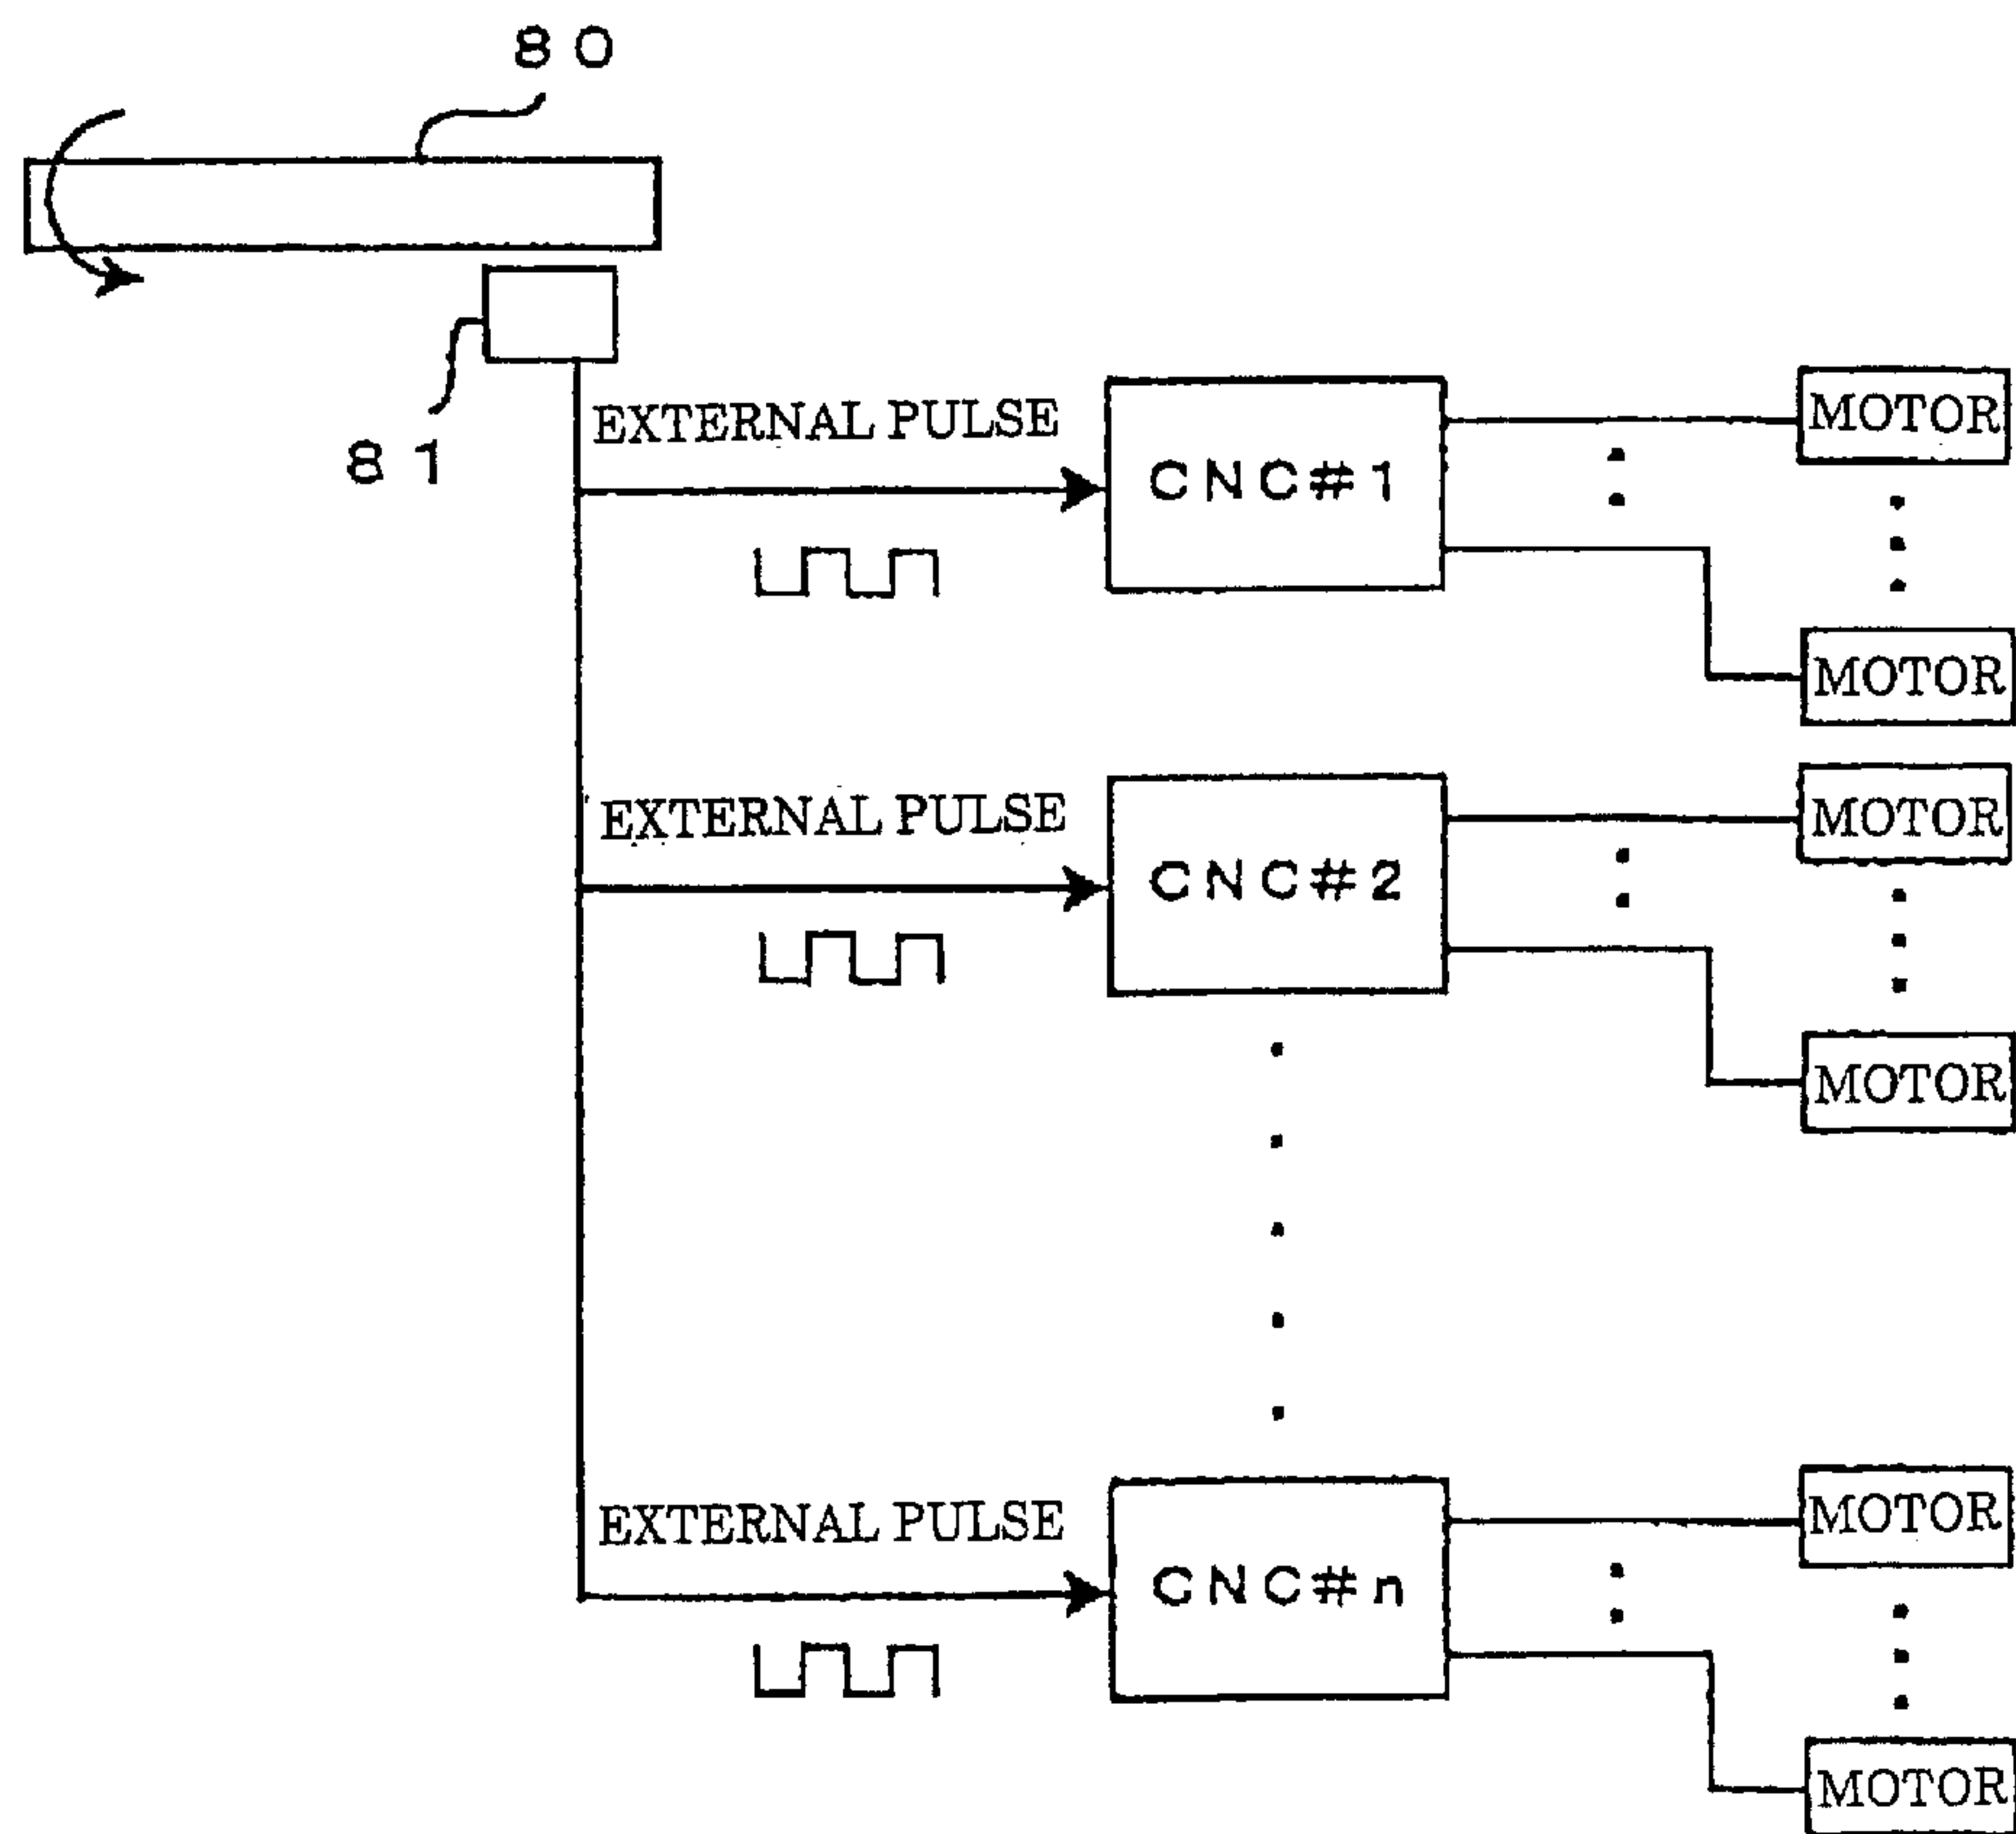 80
81
EXTERNAL PULSE
CNC#1
MOTOR
MOTOR
EXTERNAL PULSE
CNC#2
MOTOR
MOTOR
EXTERNAL PULSE
CNC#n
MOTOR
MOTOR